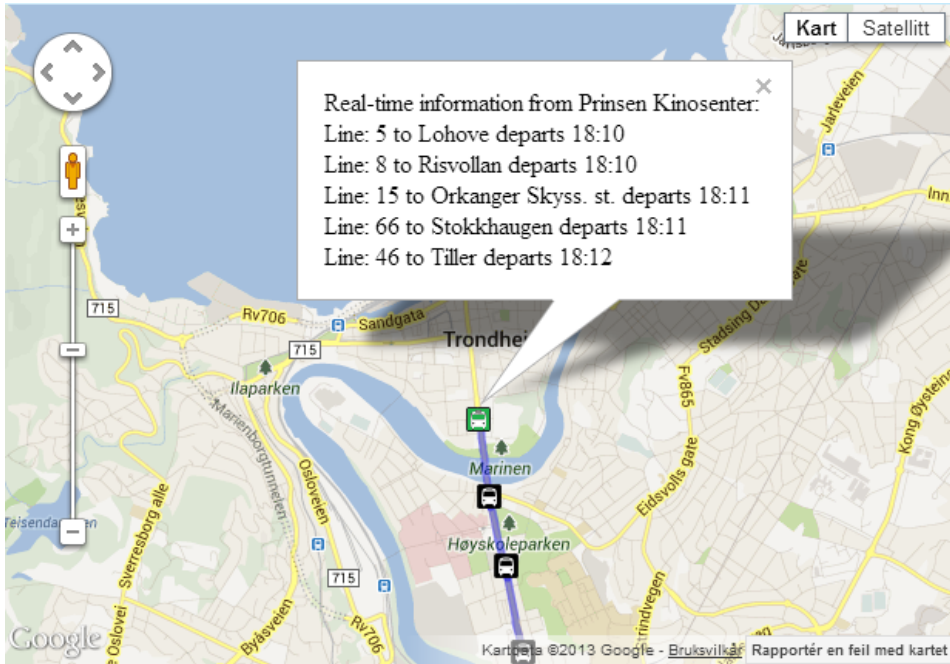 Kart
Satellitt
Real-time information from Prinsen Kinosenter:
Line: 5 to Lohove departs 18:10
Line: 8 to Risvollan departs 18:10
Line: 15 to Orkanger Skyss. st. departs 18:11
Line: 66 to Stokkhaugen departs 18:11
Line: 46 to Tiller departs 18:12
Jarleveien
Inn
715
Rv706
Sandgata
715
Trondhei
Stadsing D
gate
Ilaparken
Fv865
Kong Øystein
Marienborgtunnelen
Marinen
Osloveien
Eidsvolls gate
Sverresborg alle
Høyskoleparken
715
Byåsveien
Rv706
Oslovei
Google
Kartdata ©2013 Google - Bruksvilkår
Rapportér en feil med kartet